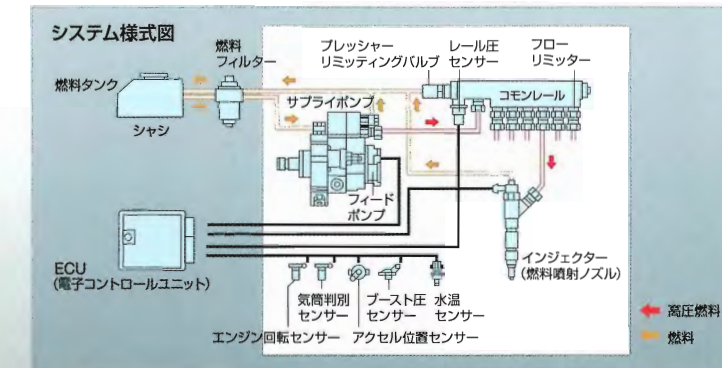 システム様式図
燃料タンク
シャシ
燃料
フィルター
プレッシャー
リミッティングバルブ
レール圧
センサー
フロー
リミッター
サプライポンプ
コモンレール
フィード
ポンプ
ECU
(電子コントロールユニット)
インジェクター
(燃料噴射ノズル)
気筒判別
センサー
ブースト圧
センサー
水温
センサー
エンジン回転センサー
アクセル位置センサー
高圧燃料
燃料